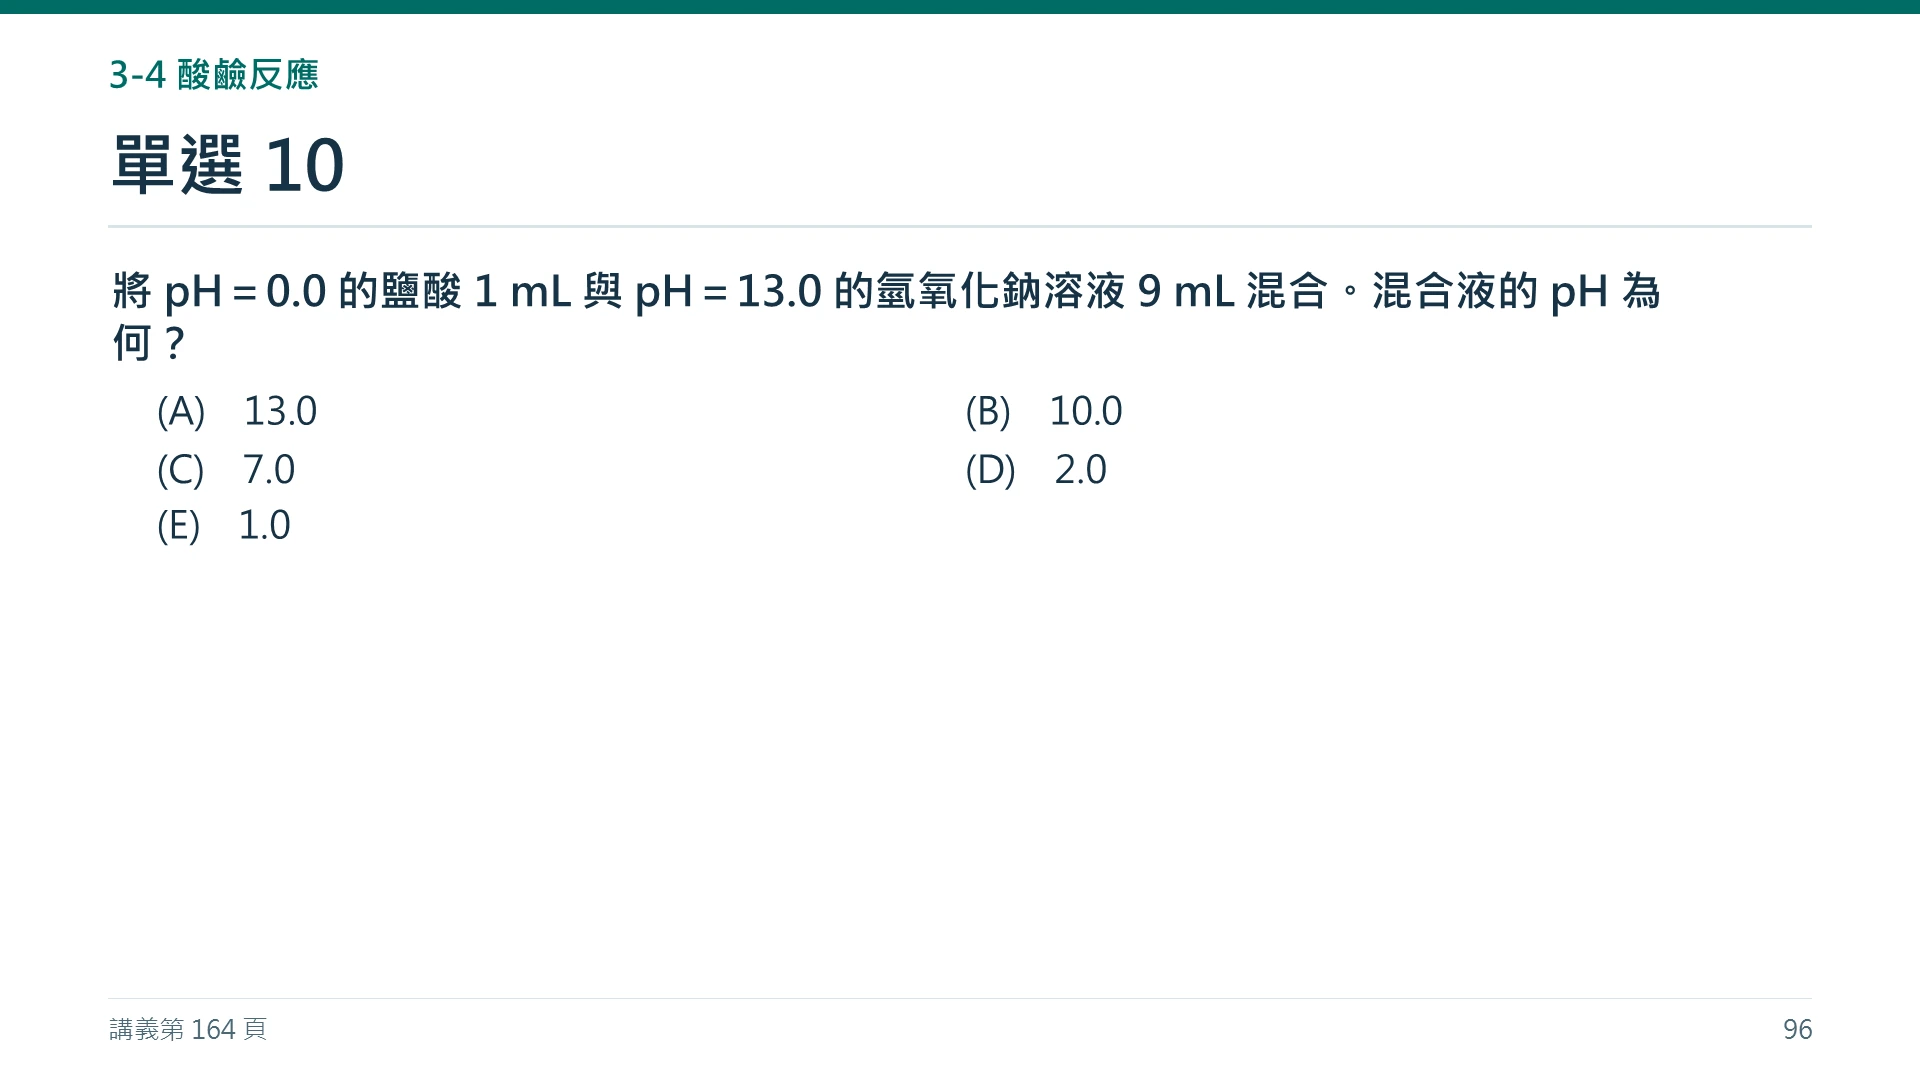 3-4 酸鹼反應
單選 10
將 pH = 0.0 的鹽酸 1 mL 與 pH = 13.0 的氫氧化鈉溶液 9 mL 混合。混合液的 pH 為
何？
(A) 13.0
(B) 10.0
(C) 7.0
(D) 2.0
(E) 1.0
講義第 164 頁
96